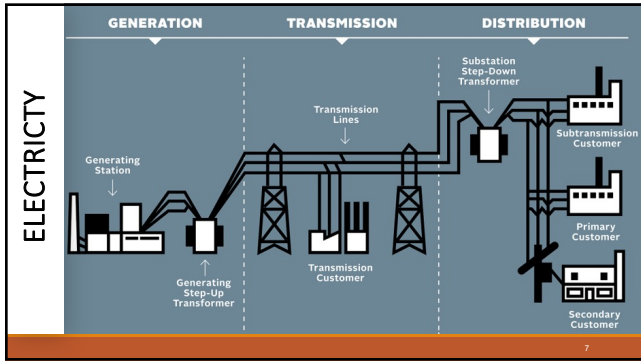 ELECTRICTY
GENERATION
TRANSMISSION
DISTRIBUTION
Generating
Station
Generating
Step-Up
Transformer
Transmission
Lines
Transmission
Customer
Substation
Step-Down
Transformer
Subtransmission
Customer
Primary
Customer
Secondary
Customer
7